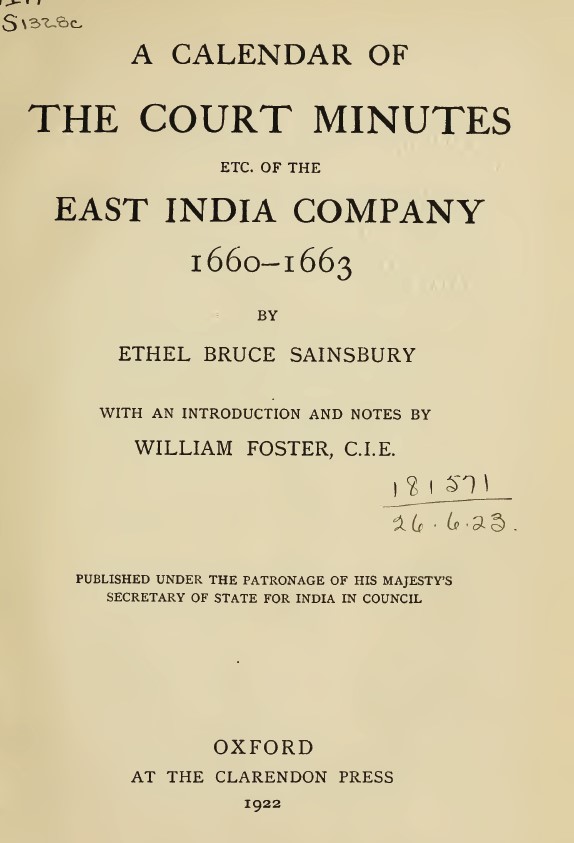 S1328c
A CALENDAR OF
THE COURT MINUTES
ETC. OF THE
EAST INDIA COMPANY
1660–1663
BY
ETHEL BRUCE SAINSBURY
WITH AN INTRODUCTION AND NOTES BY
WILLIAM FOSTER, C.I.E.
181571
26.6.23.
PUBLISHED UNDER THE PATRONAGE OF HIS MAJESTY'S
SECRETARY OF STATE FOR INDIA IN COUNCIL
OXFORD
AT THE CLARENDON PRESS
1922